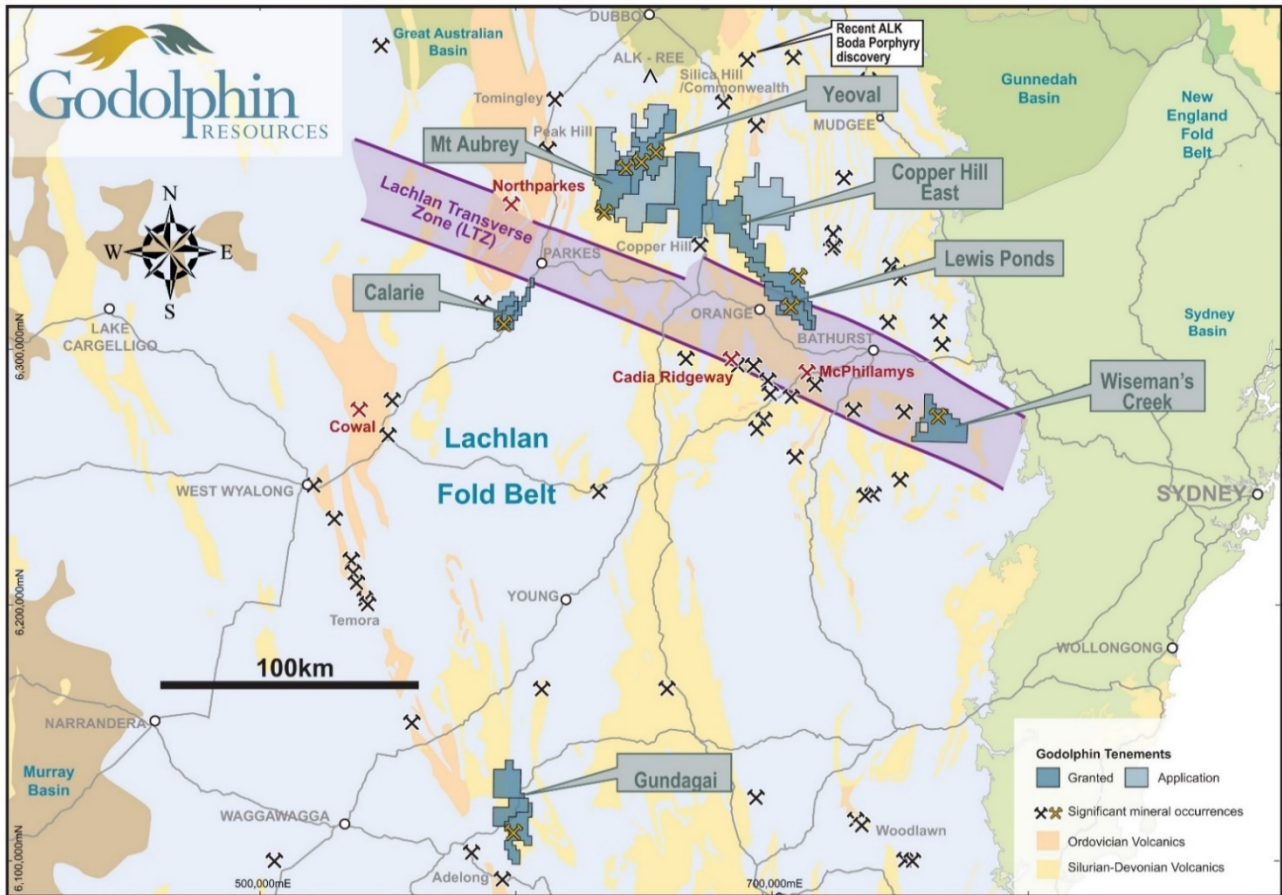 Godolphin
RESOURCES
Great Australian
Basin
DUBBO
ALK - REE
Recent ALK
Boda Porphyry
discovery
Silica Hill
/Commonwealth
Tomingley
Peak Hill
Yeoval
MUDGEE
Gunnedah
Basin
New
England
Fold
Belt
Mt Aubrey
Northparkes
Copper Hill
East
Lachlan Transverse
Zone (LTZ)
N
W
E
S
PARKES
Copper Hill
Lewis Ponds
Calarie
LAKE
CARGELLIGO
ORANGE
BATHURST
Sydney
Basin
6,300,000mN
Cadia Ridgeway
McPhillamys
Wiseman's
Creek
Cowal
Lachlan
Fold Belt
WEST WYALONG
SYDNEY
6,200,000mN
Temora
YOUNG
WOLLONGONG
100km
NARRANDERA
Murray
Basin
Gundagai
WAGGAWAGGA
Woodlawn
Adelong
6,100,000mN
500,000mE
700,000mE
Godolphin Tenements
Granted
Application
Significant mineral occurrences
Ordovician Volcanics
Silurian-Devonian Volcanics